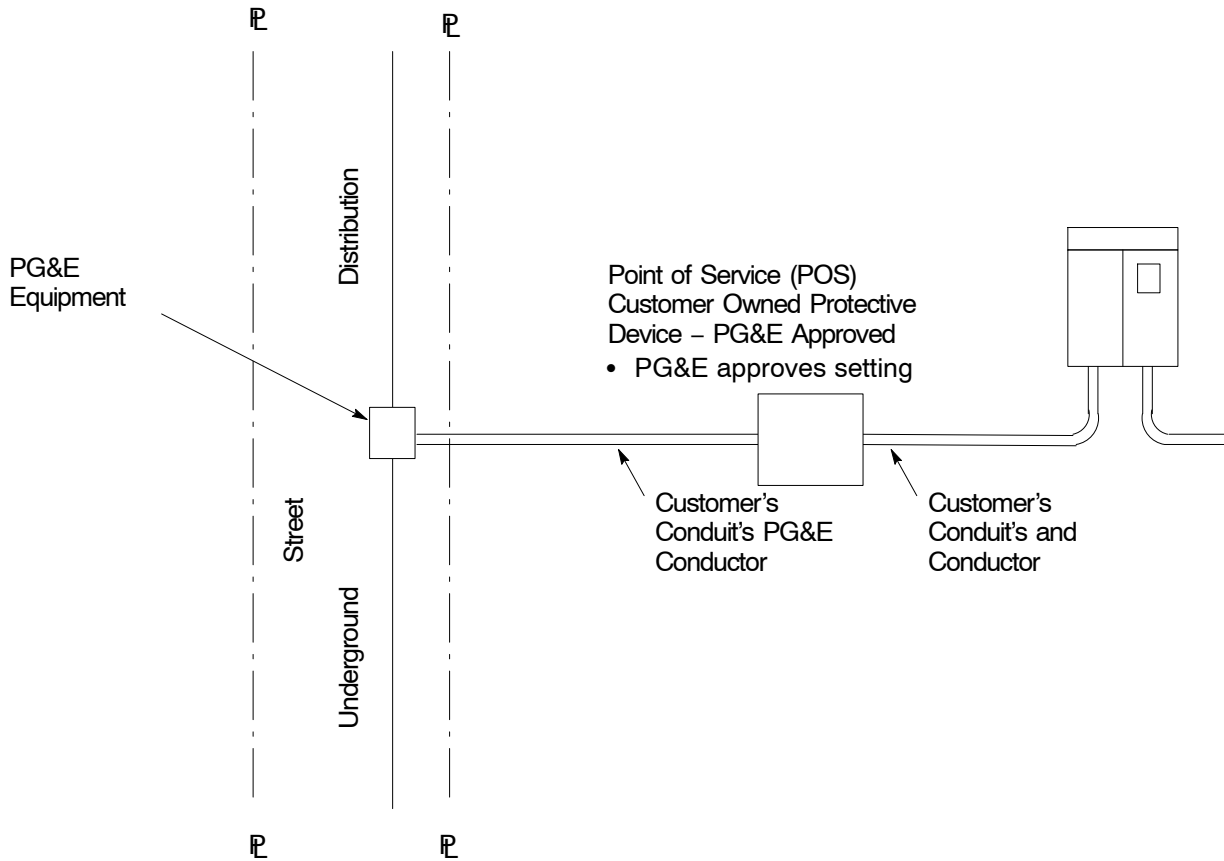 PL
PL
Distribution
PG&E
Equipment
Point of Service (POS)
Customer Owned Protective
Device – PG&E Approved
• PG&E approves setting
Street
Customer's
Conduit's PG&E
Conductor
Customer's
Conduit's and
Conductor
Underground
PL
PL